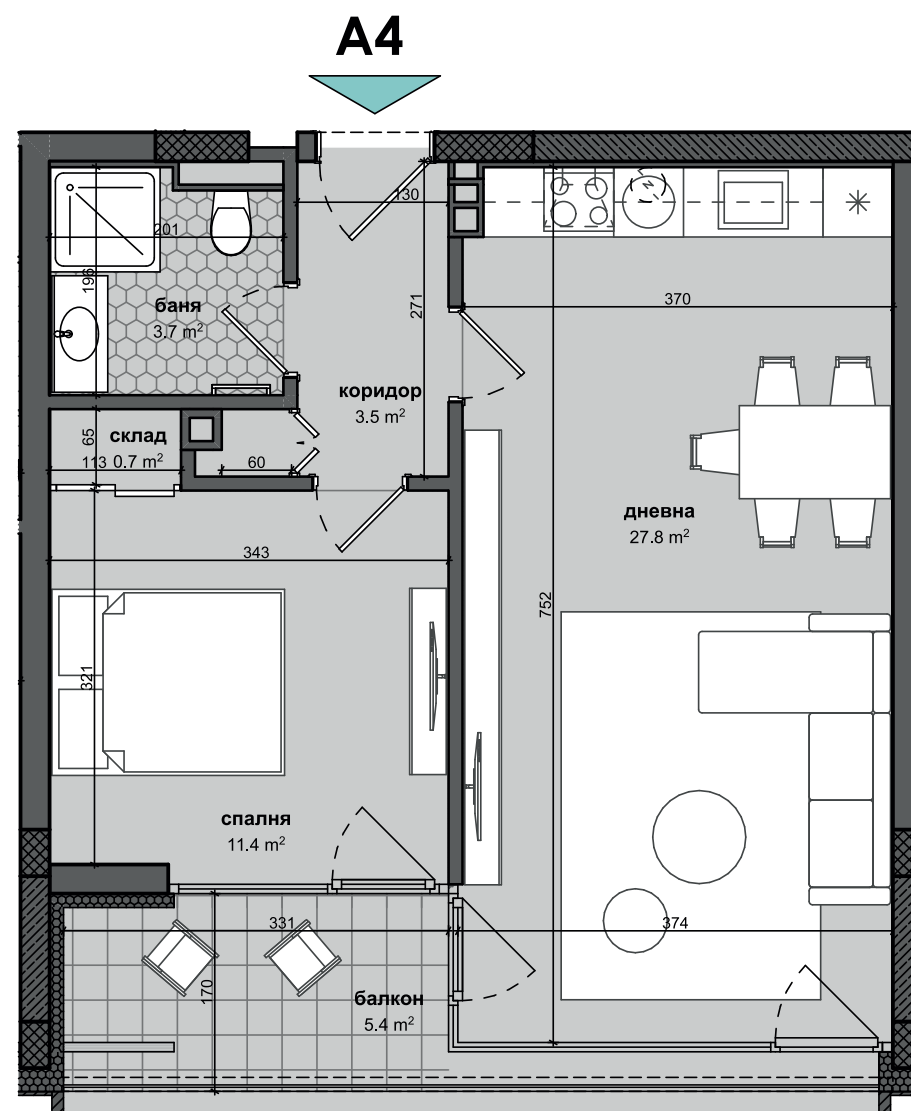 A4
130
201
196
баня
3.7 m²
271
370
коридор
3.5 m²
65
склад
113 0.7 m²
60
дневна
27.8 m²
343
752
321
спалня
11.4 m²
331
374
170
балкон
5.4 m²